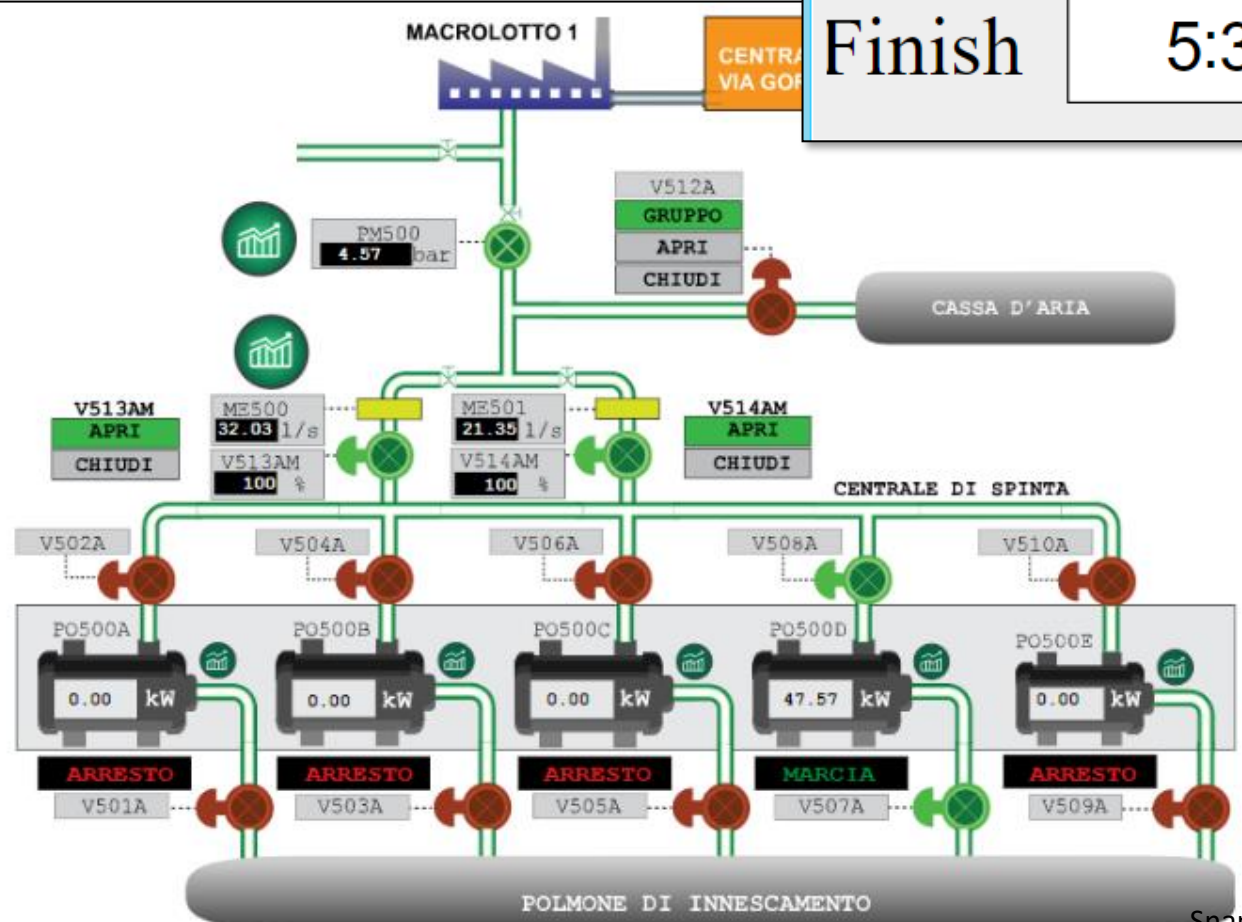 MACROLOTTO 1
CENTRA
VIA GOR
Finish
5:3
V512A
GRUPPO
APRI
CHIUDI
PM500
4.57 bar
CASSA D'ARIA
V513AM
APRI
CHIUDI
ME500
32.03 l/s
V513AM
100 %
ME501
21.35 l/s
V514AM
100 %
V514AM
APRI
CHIUDI
CENTRALE DI SPINTA
V502A
V504A
V506A
V508A
V510A
PO500A
PO500B
PO500C
PO500D
PO500E
0.00 kW
0.00 kW
0.00 kW
47.57 kW
0.00 kW
ARRESTO
ARRESTO
ARRESTO
MARCIA
ARRESTO
V501A
V503A
V505A
V507A
V509A
POLMONE DI INNESCAMENTO